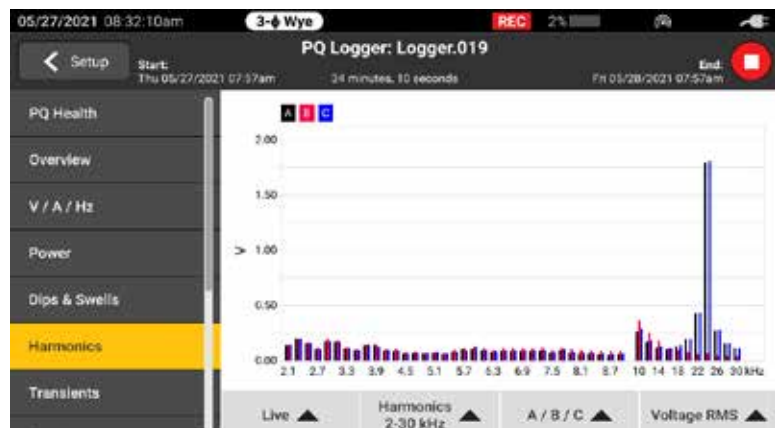 05/27/2021 08:32:10am 3-ϕ Wye REC 2%
PQ Logger: Logger.019
Setup Start: End:
Thu 05/27/2021 07:57am 34 minutes, 10 seconds Fri 05/28/2021 07:57am
PQ Health
Overview
V / A / Hz
Power
Dips & Swells
Harmonics
Transients
A B C
2.00
1.50
V 1.00
0.50
0.00
2.1 2.7 3.3 3.9 4.5 5.1 5.7 6.3 6.9 7.5 8.1 8.7 10 14 18 22 26 30 kHz
Live Harmonics A / B / C Voltage RMS
2-30 kHz